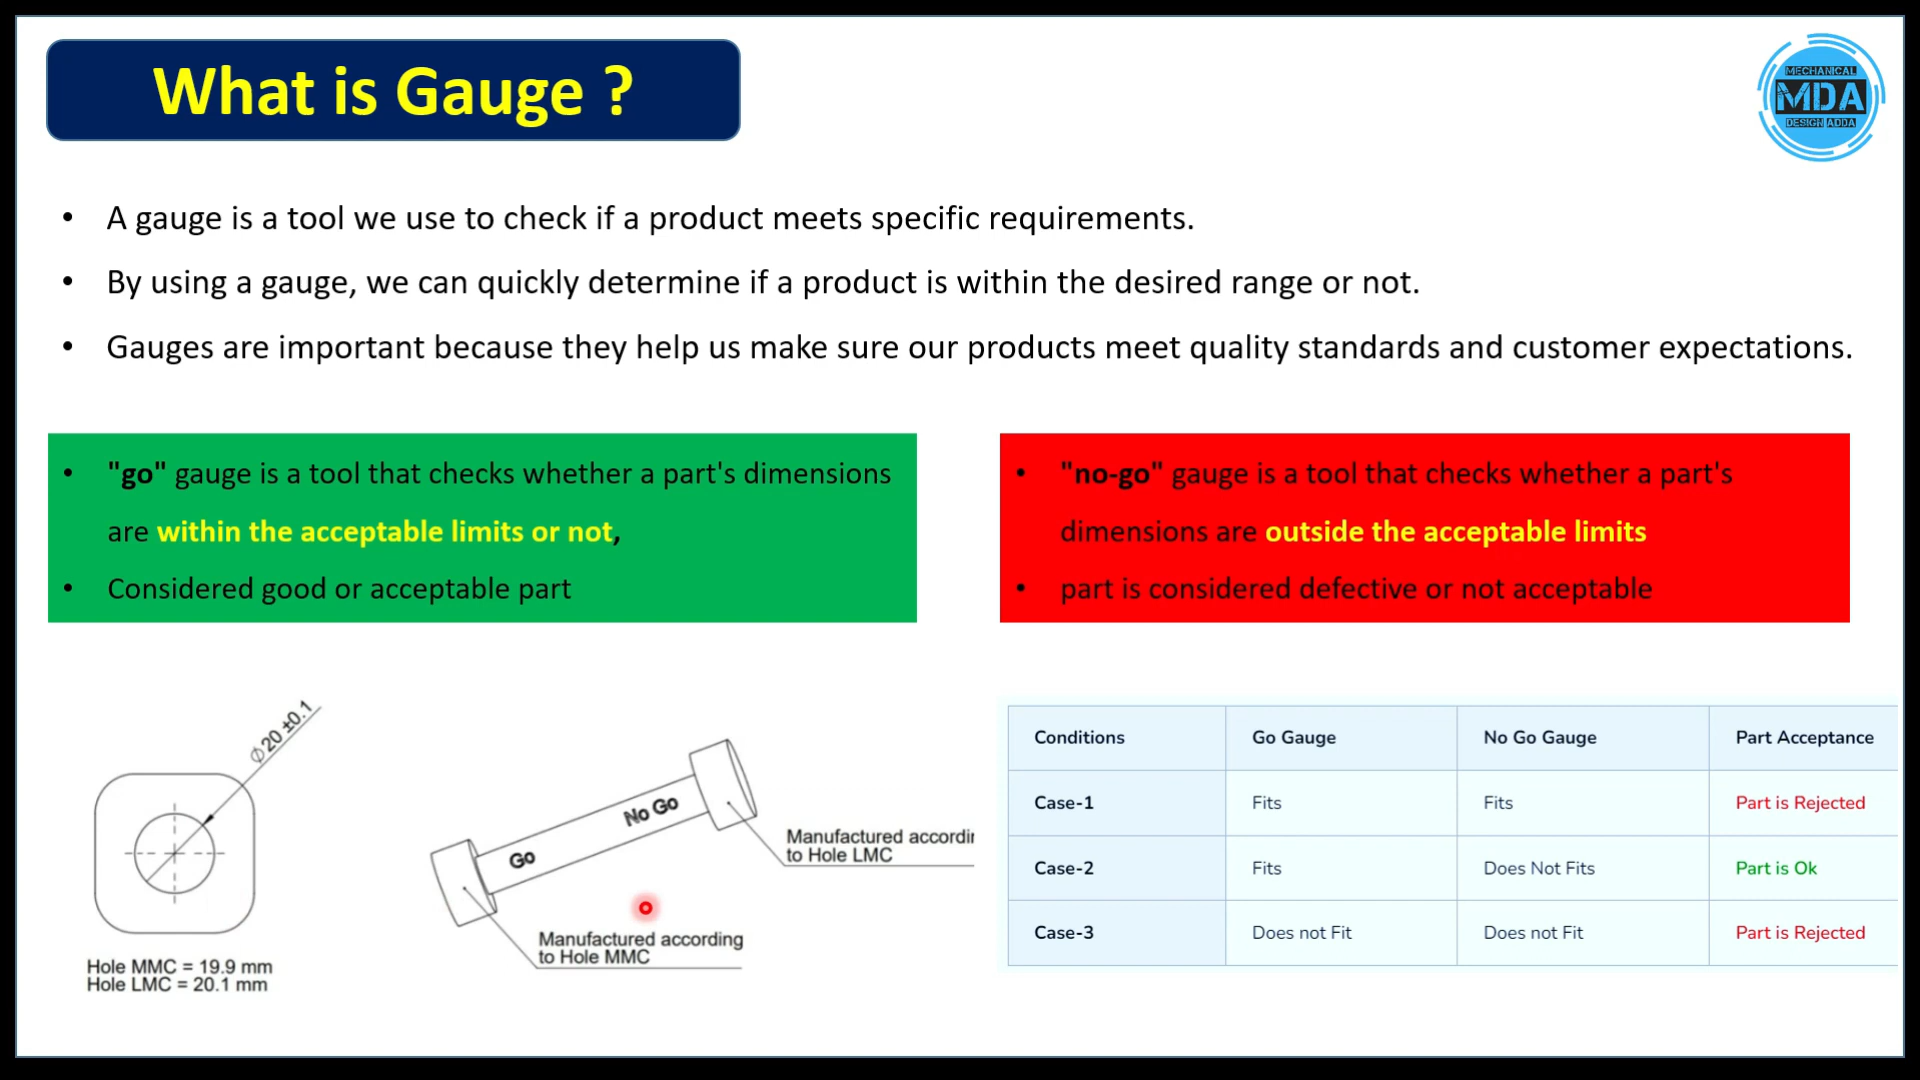 What is Gauge ?
MECHANICAL
MDA
DESIGN ADDA
• A gauge is a tool we use to check if a product meets specific requirements.
• By using a gauge, we can quickly determine if a product is within the desired range or not.
• Gauges are important because they help us make sure our products meet quality standards and customer expectations.
• "go" gauge is a tool that checks whether a part's dimensions
are within the acceptable limits or not,
• Considered good or acceptable part
• "no-go" gauge is a tool that checks whether a part's
dimensions are outside the acceptable limits
• part is considered defective or not acceptable
Ø20 ±0.1
Hole MMC = 19.9 mm
Hole LMC = 20.1 mm
No Go
Go
Manufactured accordin
to Hole LMC
Manufactured according
to Hole MMC
Conditions Go Gauge No Go Gauge Part Acceptance
Case-1 Fits Fits Part is Rejected
Case-2 Fits Does Not Fits Part is Ok
Case-3 Does not Fit Does not Fit Part is Rejected